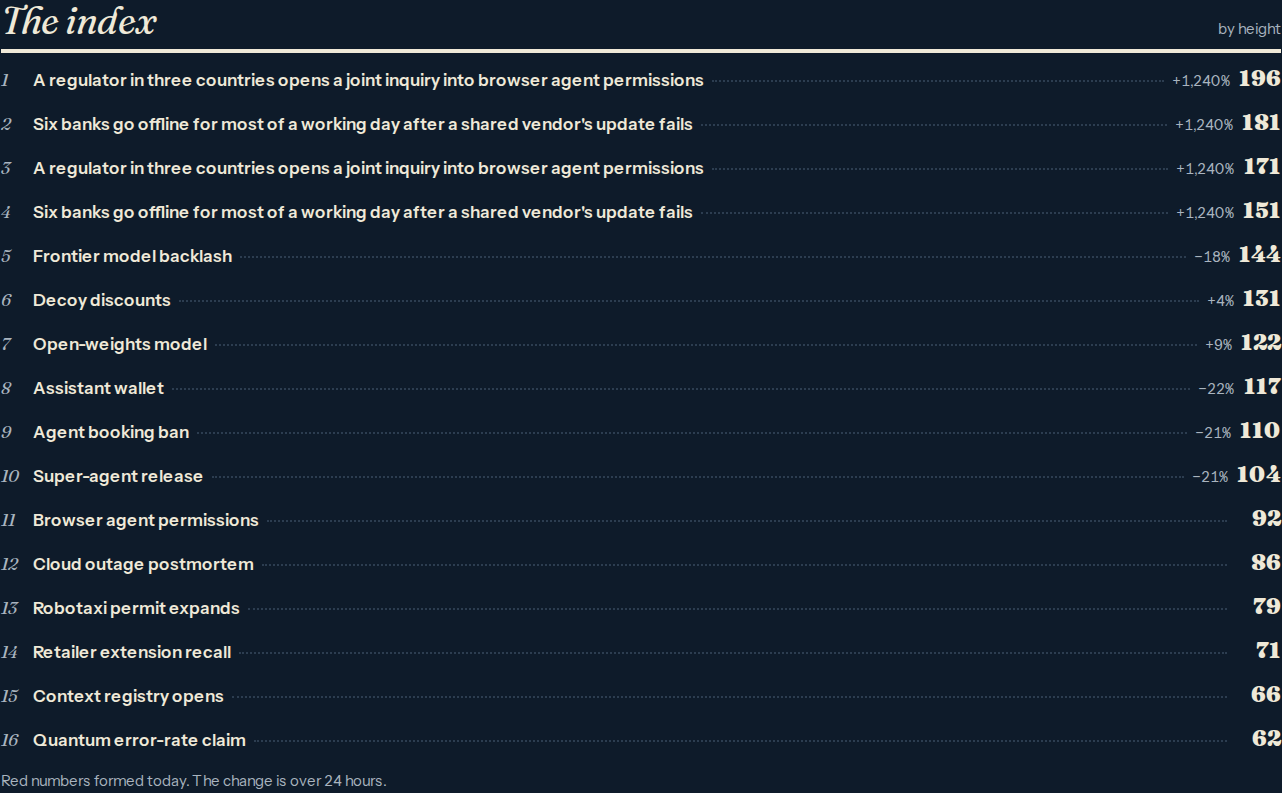 The index
by height
1 A regulator in three countries opens a joint inquiry into browser agent permissions +1,240% 196
2 Six banks go offline for most of a working day after a shared vendor's update fails +1,240% 181
3 A regulator in three countries opens a joint inquiry into browser agent permissions +1,240% 171
4 Six banks go offline for most of a working day after a shared vendor's update fails +1,240% 151
5 Frontier model backlash −18% 144
6 Decoy discounts +4% 131
7 Open-weights model +9% 122
8 Assistant wallet −22% 117
9 Agent booking ban −21% 110
10 Super-agent release −21% 104
11 Browser agent permissions 92
12 Cloud outage postmortem 86
13 Robotaxi permit expands 79
14 Retailer extension recall 71
15 Context registry opens 66
16 Quantum error-rate claim 62
Red numbers formed today. The change is over 24 hours.